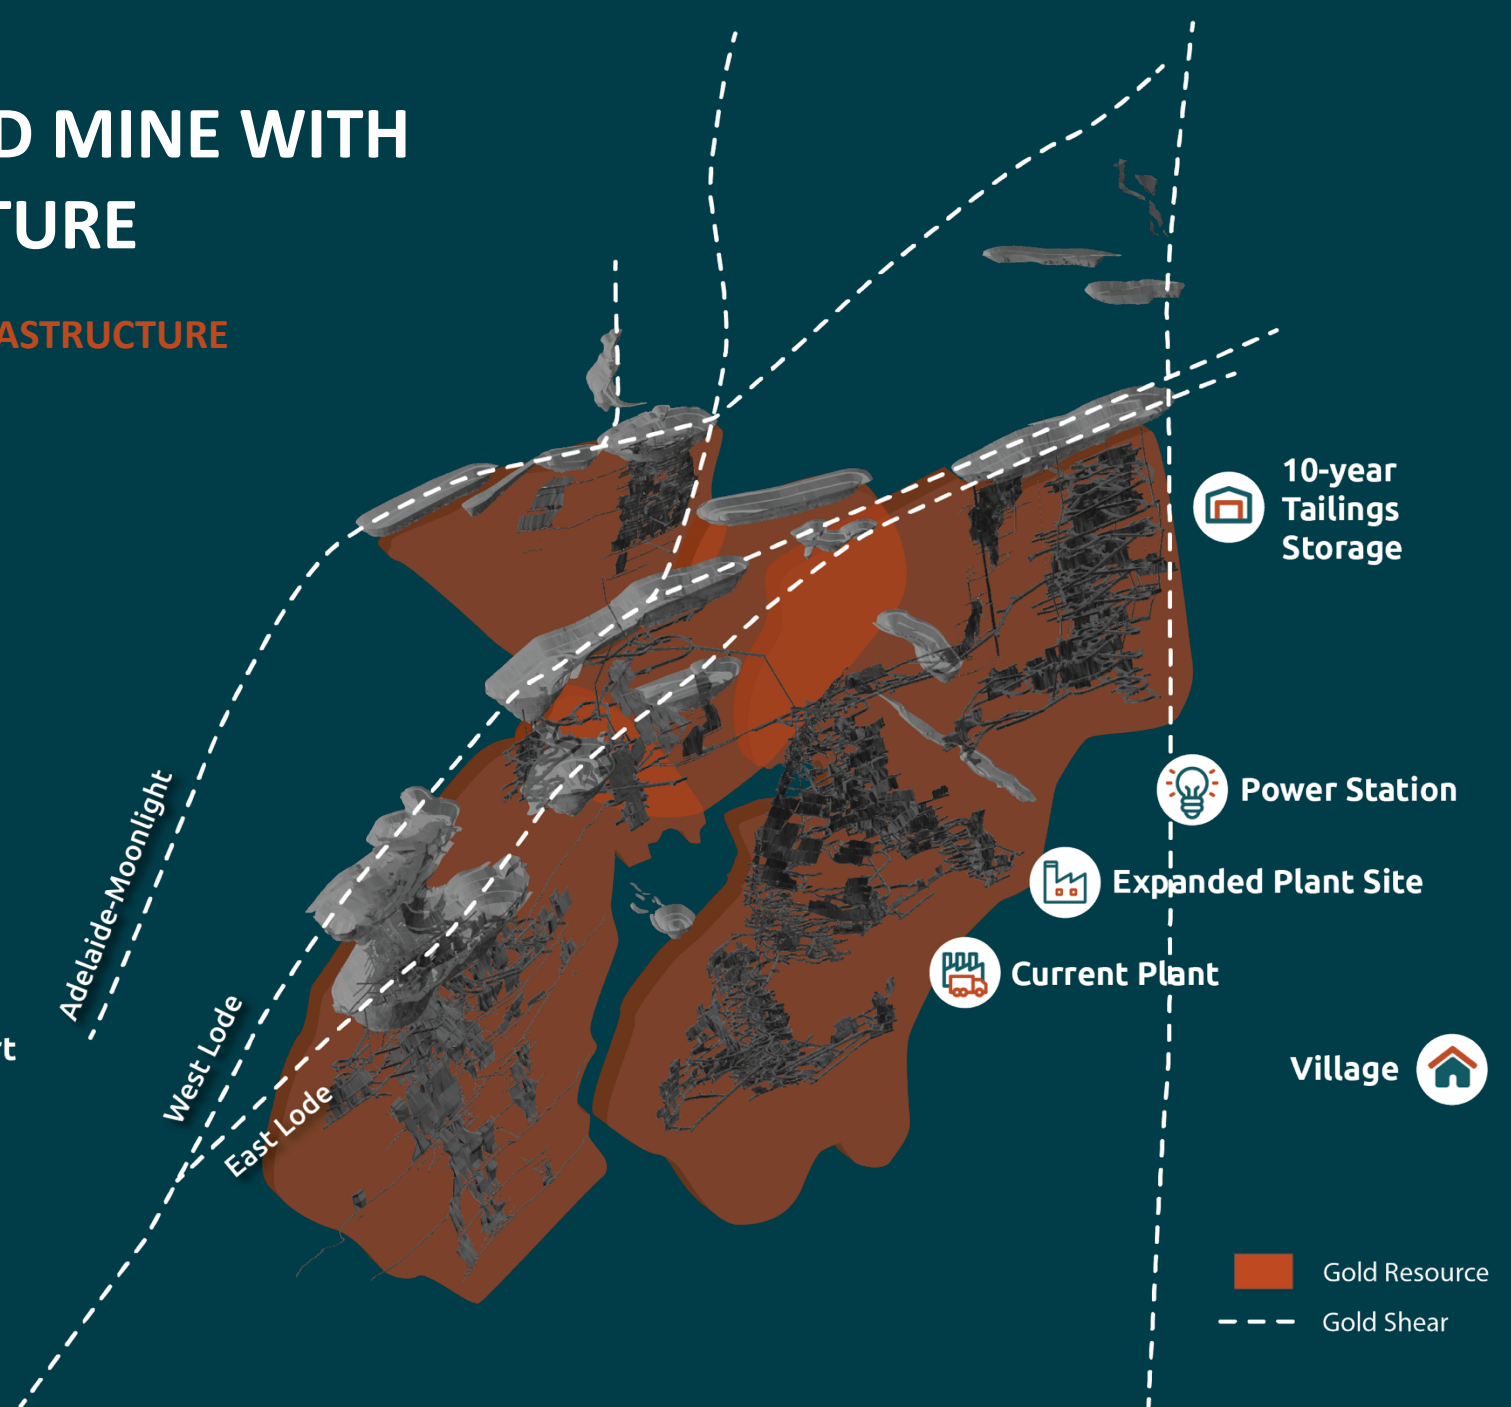 D MINE WITH
TURE
ASTRUCTURE
10-year
Tailings
Storage
Power Station
Expanded Plant Site
Current Plant
Village
Adelaide-Moonlight
West Lode
East Lode
t
Gold Resource
Gold Shear